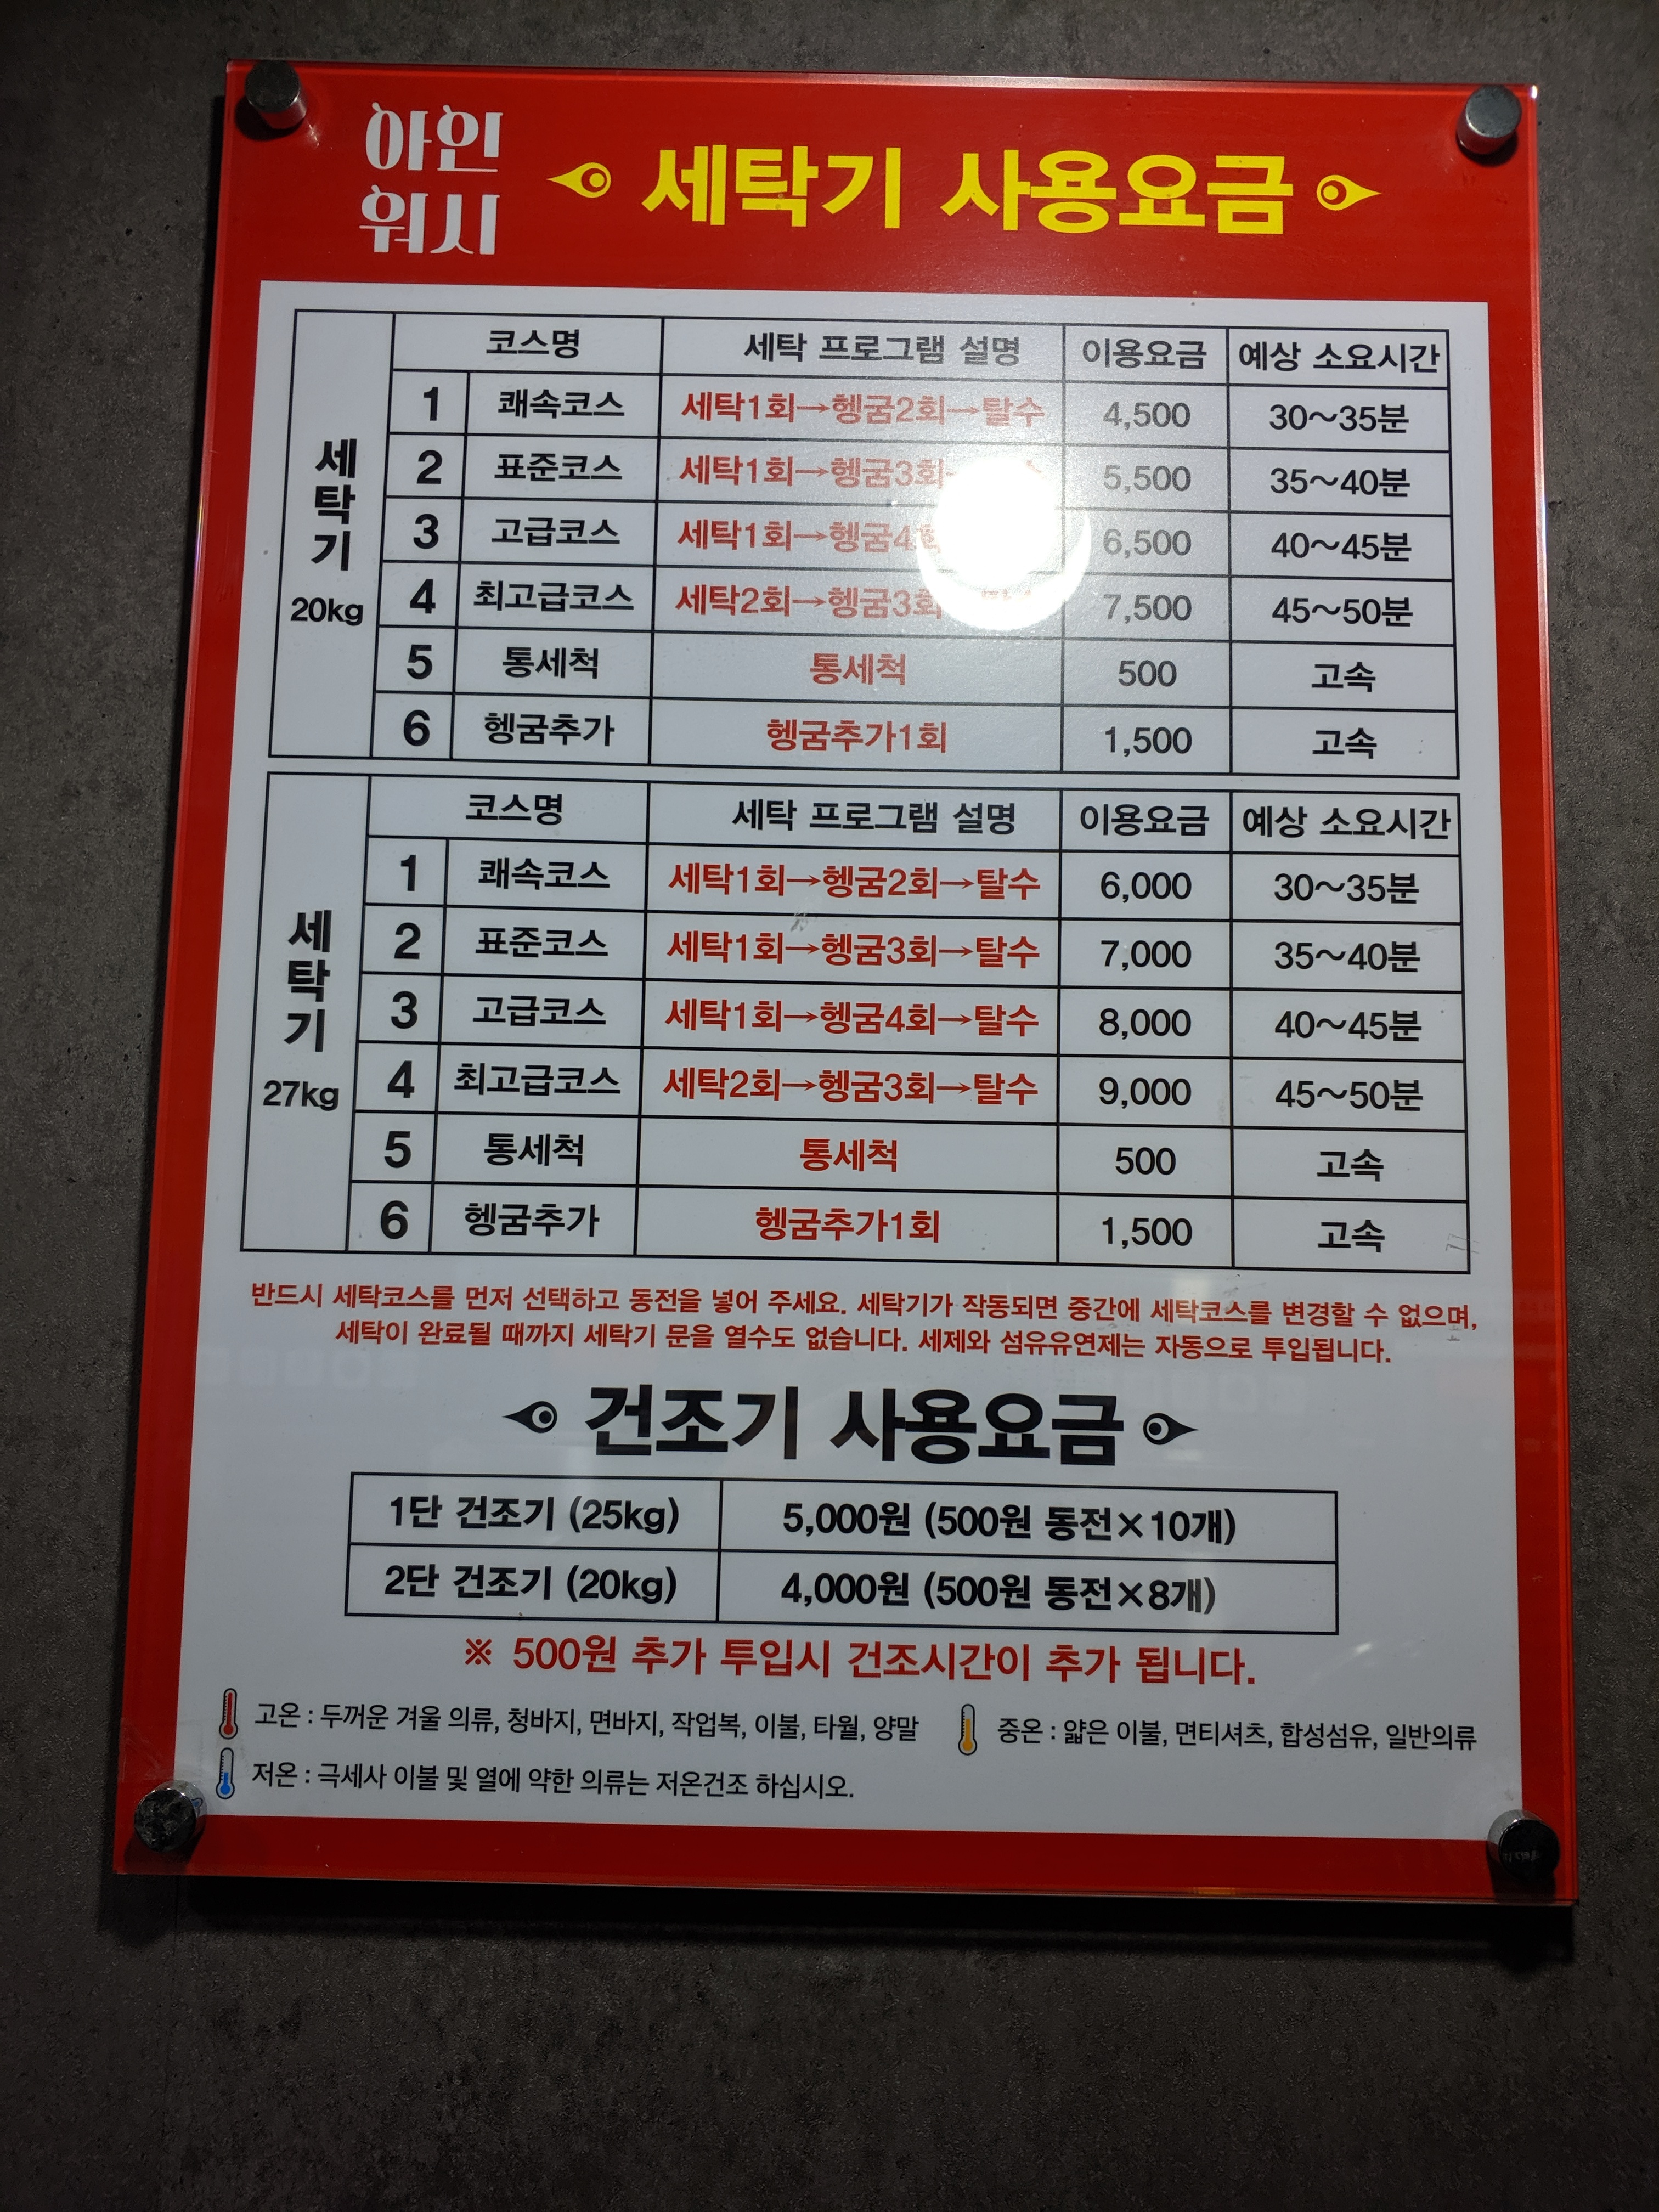 아인
워시
세탁기 사용요금
세탁기 20kg
코스명 세탁 프로그램 설명 이용요금 예상 소요시간
1 쾌속코스 세탁1회→헹굼2회→탈수 4,500 30~35분
2 표준코스 세탁1회→헹굼3회 5,500 35~40분
3 고급코스 세탁1회→헹굼4회 6,500 40~45분
4 최고급코스 세탁2회→헹굼3회 7,500 45~50분
5 통세척 통세척 500 고속
6 헹굼추가 헹굼추가1회 1,500 고속
세탁기 27kg
코스명 세탁 프로그램 설명 이용요금 예상 소요시간
1 쾌속코스 세탁1회→헹굼2회→탈수 6,000 30~35분
2 표준코스 세탁1회→헹굼3회→탈수 7,000 35~40분
3 고급코스 세탁1회→헹굼4회→탈수 8,000 40~45분
4 최고급코스 세탁2회→헹굼3회→탈수 9,000 45~50분
5 통세척 통세척 500 고속
6 헹굼추가 헹굼추가1회 1,500 고속
반드시 세탁코스를 먼저 선택하고 동전을 넣어 주세요. 세탁기가 작동되면 중간에 세탁코스를 변경할 수 없으며,
세탁이 완료될 때까지 세탁기 문을 열수도 없습니다. 세제와 섬유유연제는 자동으로 투입됩니다.
건조기 사용요금
1단 건조기 (25kg) 5,000원 (500원 동전×10개)
2단 건조기 (20kg) 4,000원 (500원 동전×8개)
※ 500원 추가 투입시 건조시간이 추가 됩니다.
고온 : 두꺼운 겨울 의류, 청바지, 면바지, 작업복, 이불, 타월, 양말 중온 : 얇은 이불, 면티셔츠, 합성섬유, 일반의류
저온 : 극세사 이불 및 열에 약한 의류는 저온건조 하십시오.